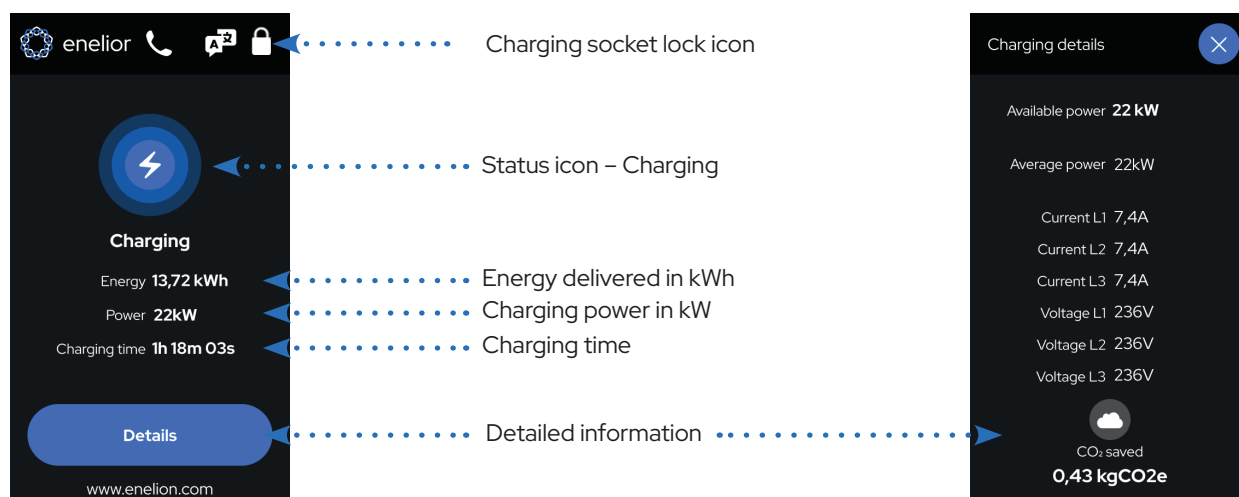 enelior
Charging socket lock icon
Status icon – Charging
Charging
Energy 13,72 kWh
Energy delivered in kWh
Power 22kW
Charging power in kW
Charging time 1h 18m 03s
Charging time
Details
Detailed information
www.enelion.com
Charging details
Available power 22 kW
Average power 22kW
Current L1 7,4A
Current L2 7,4A
Current L3 7,4A
Voltage L1 236V
Voltage L2 236V
Voltage L3 236V
CO₂ saved
0,43 kgCO2e